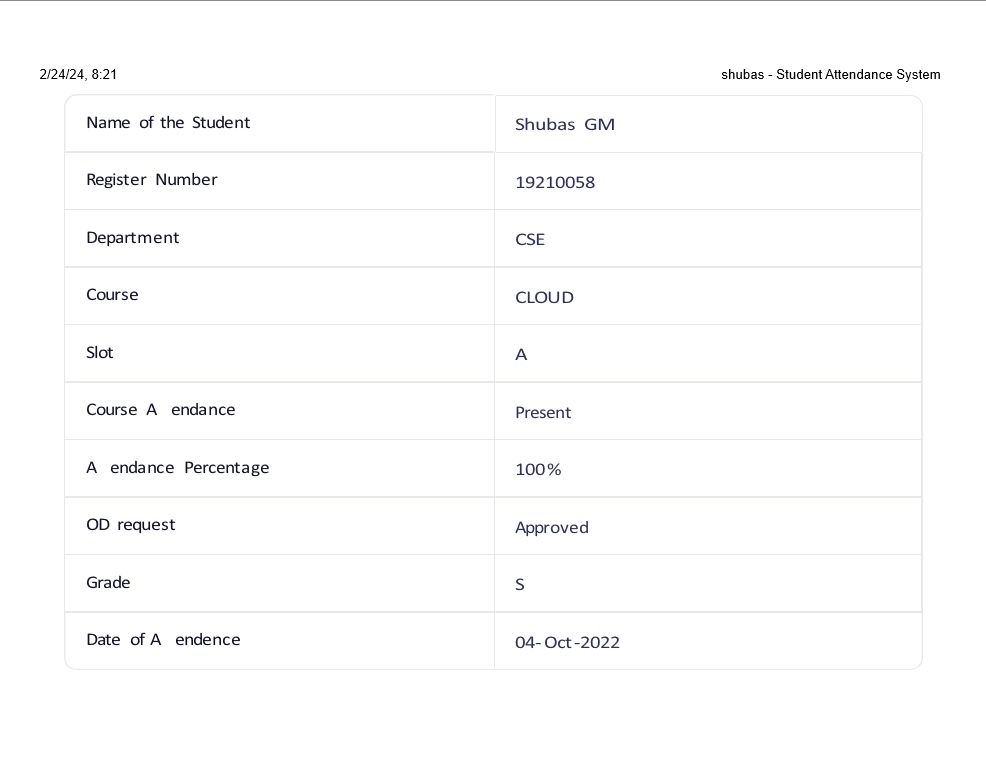 2/24/24, 8:21 shubas - Student Attendance System
Name of the Student Shubas GM
Register Number 19210058
Department CSE
Course CLOUD
Slot A
Course A endance Present
A endance Percentage 100%
OD request Approved
Grade S
Date of A endence 04-Oct-2022